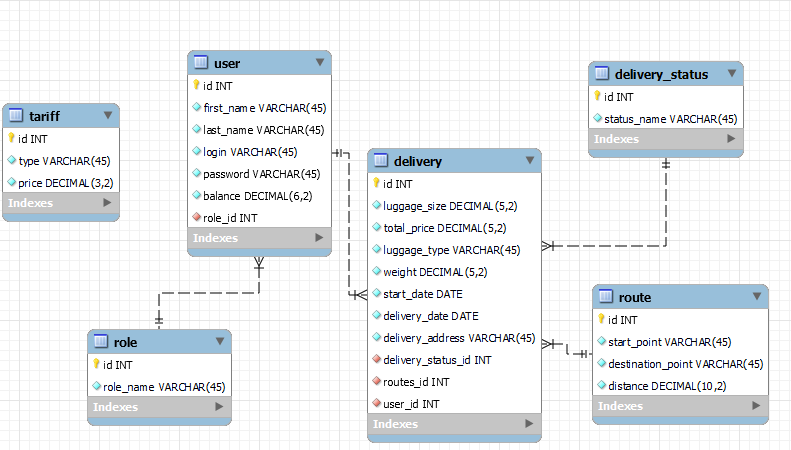 tariff
id INT
type VARCHAR(45)
price DECIMAL(3,2)
Indexes
user
id INT
first_name VARCHAR(45)
last_name VARCHAR(45)
login VARCHAR(45)
password VARCHAR(45)
balance DECIMAL(6,2)
role_id INT
Indexes
role
id INT
role_name VARCHAR(45)
Indexes
delivery
id INT
luggage_size DECIMAL(5,2)
total_price DECIMAL(5,2)
luggage_type VARCHAR(45)
weight DECIMAL(5,2)
start_date DATE
delivery_date DATE
delivery_address VARCHAR(45)
delivery_status_id INT
routes_id INT
user_id INT
Indexes
delivery_status
id INT
status_name VARCHAR(45)
Indexes
route
id INT
start_point VARCHAR(45)
destination_point VARCHAR(45)
distance DECIMAL(10,2)
Indexes